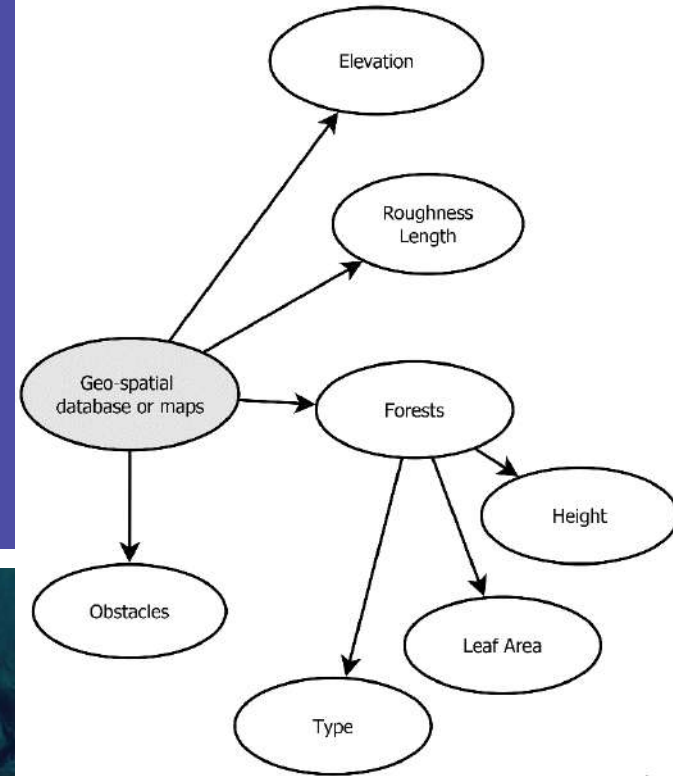 Elevation
Roughness
Length
Geo-spatial
database or maps
Forests
Height
Obstacles
Leaf Area
Type